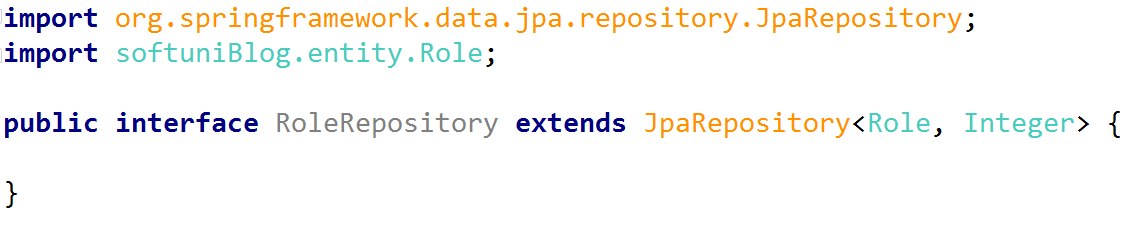 import org.springframework.data.jpa.repository.JpaRepository;
import softuniBlog.entity.Role;
public interface RoleRepository extends JpaRepository<Role, Integer> {
}